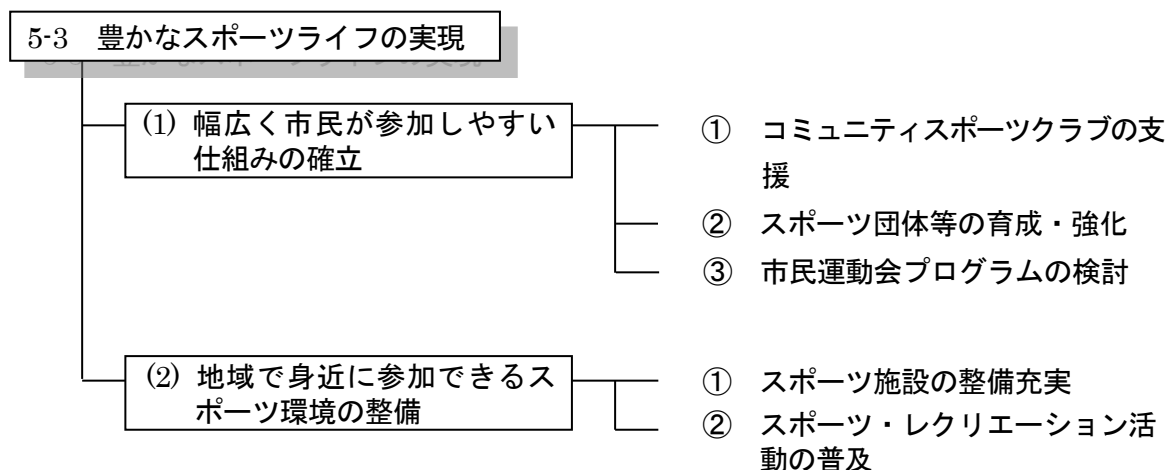 5-3 豊かなスポーツライフの実現
(1) 幅広く市民が参加しやすい
仕組みの確立
① コミュニティスポーツクラブの支
援
② スポーツ団体等の育成・強化
③ 市民運動会プログラムの検討
(2) 地域で身近に参加できるス
ポーツ環境の整備
① スポーツ施設の整備充実
② スポーツ・レクリエーション活
動の普及